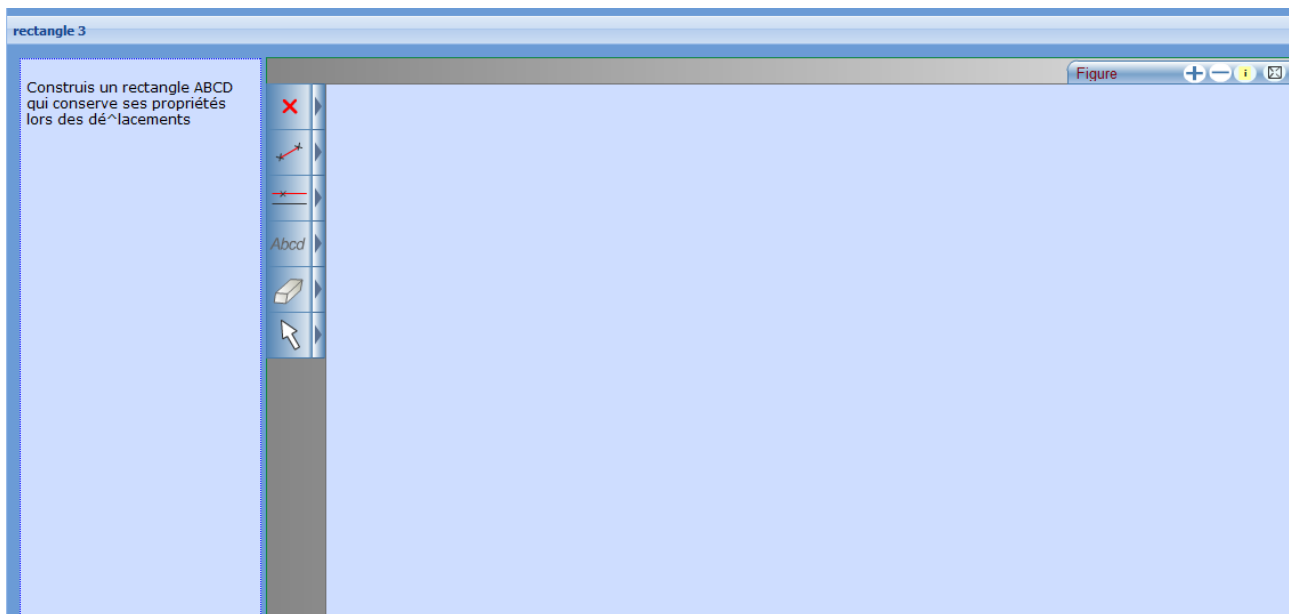 rectangle 3
Construis un rectangle ABCD
qui conserve ses propriétés
lors des dé^lacements
Figure
i
Abcd